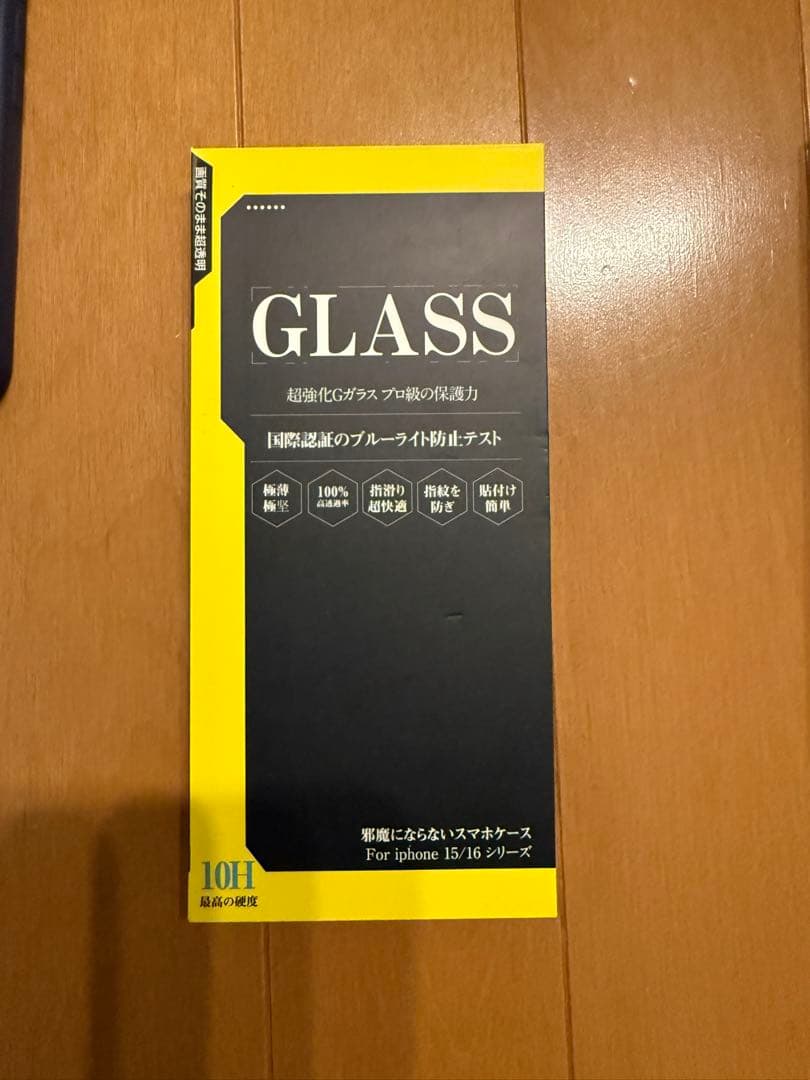 画質そのまま超透明
GLASS
超強化Gガラス プロ級の保護力
国際認証のブルーライト防止テスト
極薄
極坚
100%
高透過率
指滑り
超快適
指紋を
防ぎ
貼付け
簡単
邪魔にならないスマホケース
For iphone 15/16 シリーズ
10H
最高の硬度